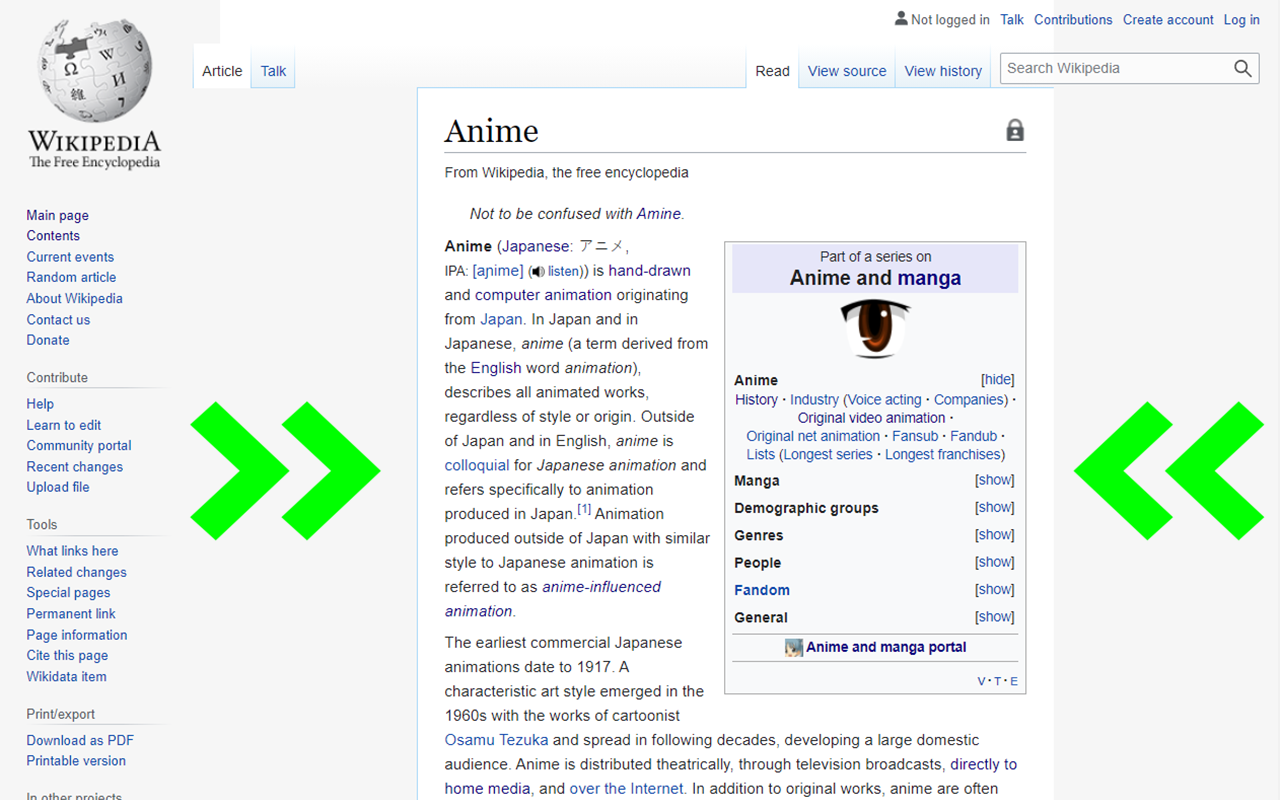 Not logged in Talk Contributions Create account Log in
Article Talk Read View source View history Search Wikipedia
WIKIPEDIA
The Free Encyclopedia
Main page
Contents
Current events
Random article
About Wikipedia
Contact us
Donate
Contribute
Help
Learn to edit
Community portal
Recent changes
Upload file
Tools
What links here
Related changes
Special pages
Permanent link
Page information
Cite this page
Wikidata item
Print/export
Download as PDF
Printable version
In other projects
Anime
From Wikipedia, the free encyclopedia
Not to be confused with Amine.
Anime (Japanese: アニメ,
IPA: [aɲime] (listen)) is hand-drawn
and computer animation originating
from Japan. In Japan and in
Japanese, anime (a term derived from
the English word animation),
describes all animated works,
regardless of style or origin. Outside
of Japan and in English, anime is
colloquial for Japanese animation and
refers specifically to animation
produced in Japan.[1] Animation
produced outside of Japan with similar
style to Japanese animation is
referred to as anime-influenced
animation.
The earliest commercial Japanese
animations date to 1917. A
characteristic art style emerged in the
1960s with the works of cartoonist
Osamu Tezuka and spread in following decades, developing a large domestic
audience. Anime is distributed theatrically, through television broadcasts, directly to
home media, and over the Internet. In addition to original works, anime are often
Part of a series on
Anime and manga
Anime [hide]
History · Industry (Voice acting · Companies) ·
Original video animation ·
Original net animation · Fansub · Fandub ·
Lists (Longest series · Longest franchises)
Manga [show]
Demographic groups [show]
Genres [show]
People [show]
Fandom [show]
General [show]
Anime and manga portal
V · T · E